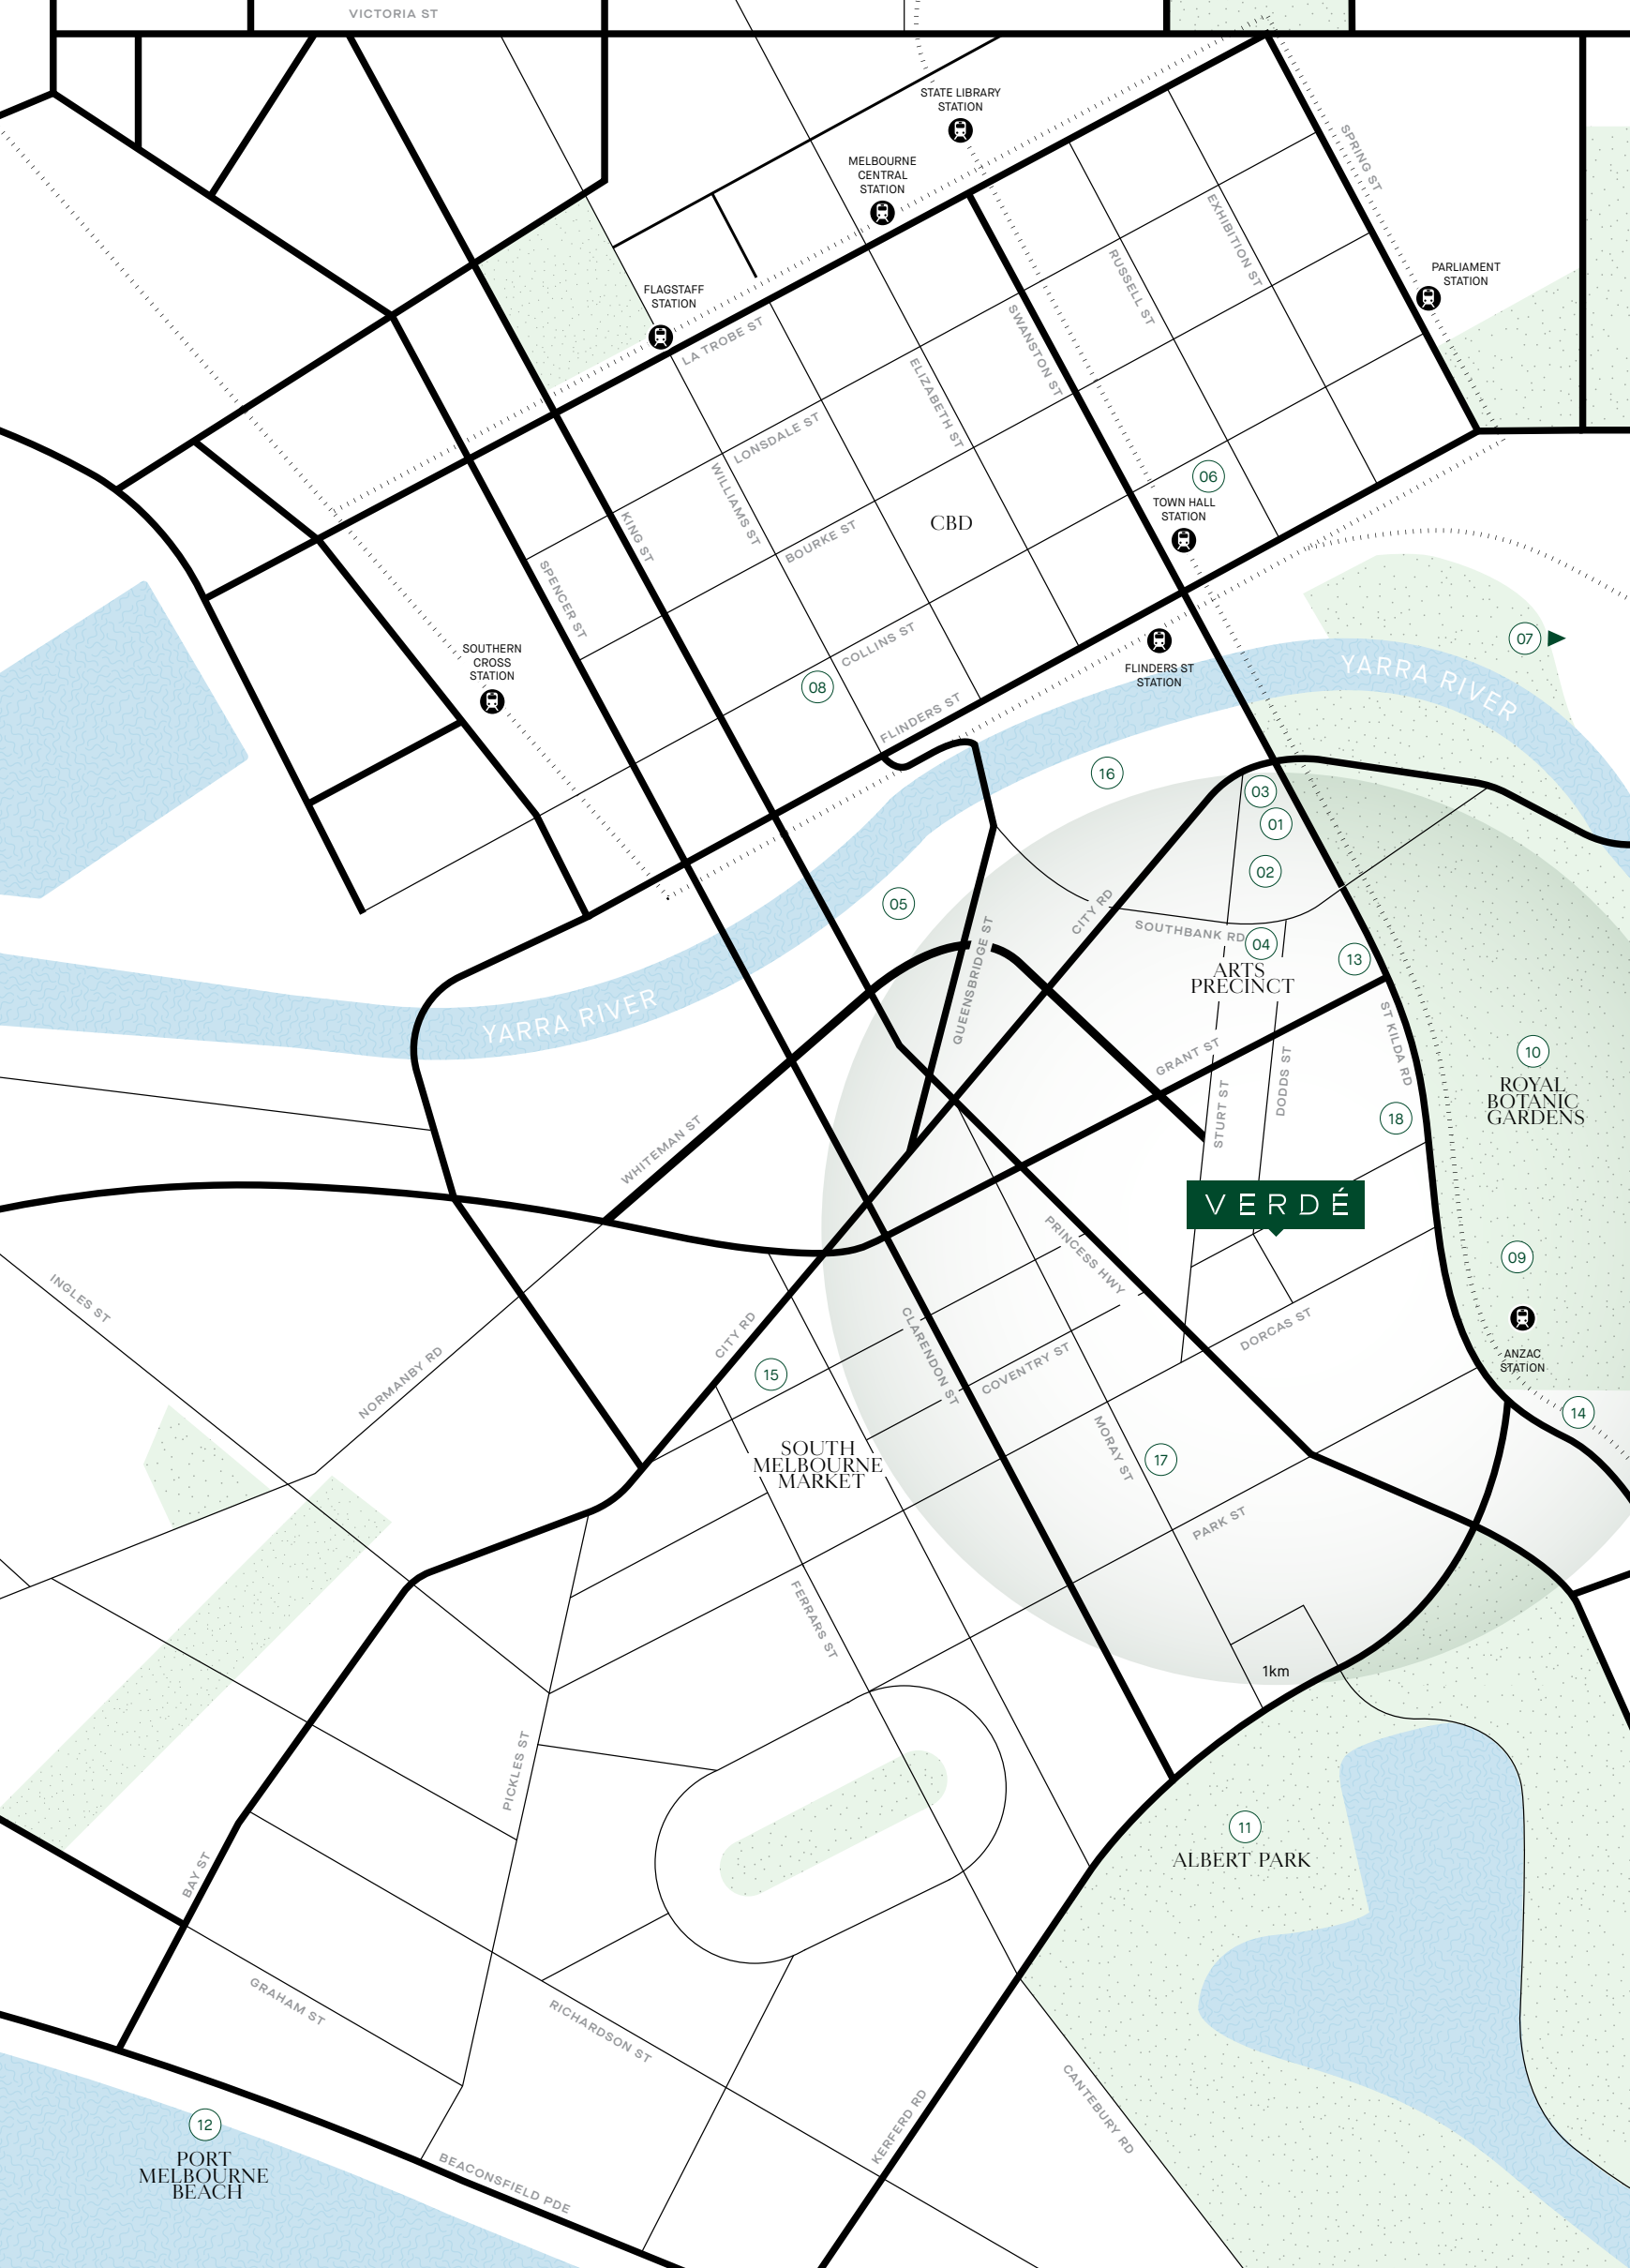 VICTORIA ST
STATE LIBRARY
STATION
MELBOURNE
CENTRAL
STATION
SPRING ST
EXHIBITION ST
RUSSELL ST
PARLIAMENT
STATION
FLAGSTAFF
STATION
LA TROBE ST
SWANSTON ST
ELIZABETH ST
LONSDALE ST
WILLIAMS ST
KING ST
BOURKE ST
CBD
06
TOWN HALL
STATION
SPENCER ST
COLLINS ST
SOUTHERN
CROSS
STATION
08
FLINDERS ST
FLINDERS ST
STATION
07
YARRA RIVER
16
03
01
02
05
CITY RD
SOUTHBANK RD
04
ARTS
PRECINCT
13
QUEENSBRIDGE ST
YARRA RIVER
ST KILDA RD
GRANT ST
DODDS ST
STURT ST
10
ROYAL
BOTANIC
GARDENS
18
WHITEMAN ST
VERDÉ
PRINCESS HWY
09
ANZAC
STATION
INGLES ST
NORMANBY RD
CITY RD
15
CLARENDON ST
COVENTRY ST
DORCAS ST
14
SOUTH
MELBOURNE
MARKET
MORAY ST
17
PARK ST
FERRARS ST
1km
PICKLES ST
11
ALBERT PARK
BAY ST
GRAHAM ST
RICHARDSON ST
CANTEBURY RD
KERFERD RD
12
PORT
MELBOURNE
BEACH
BEACONSFIELD PDE